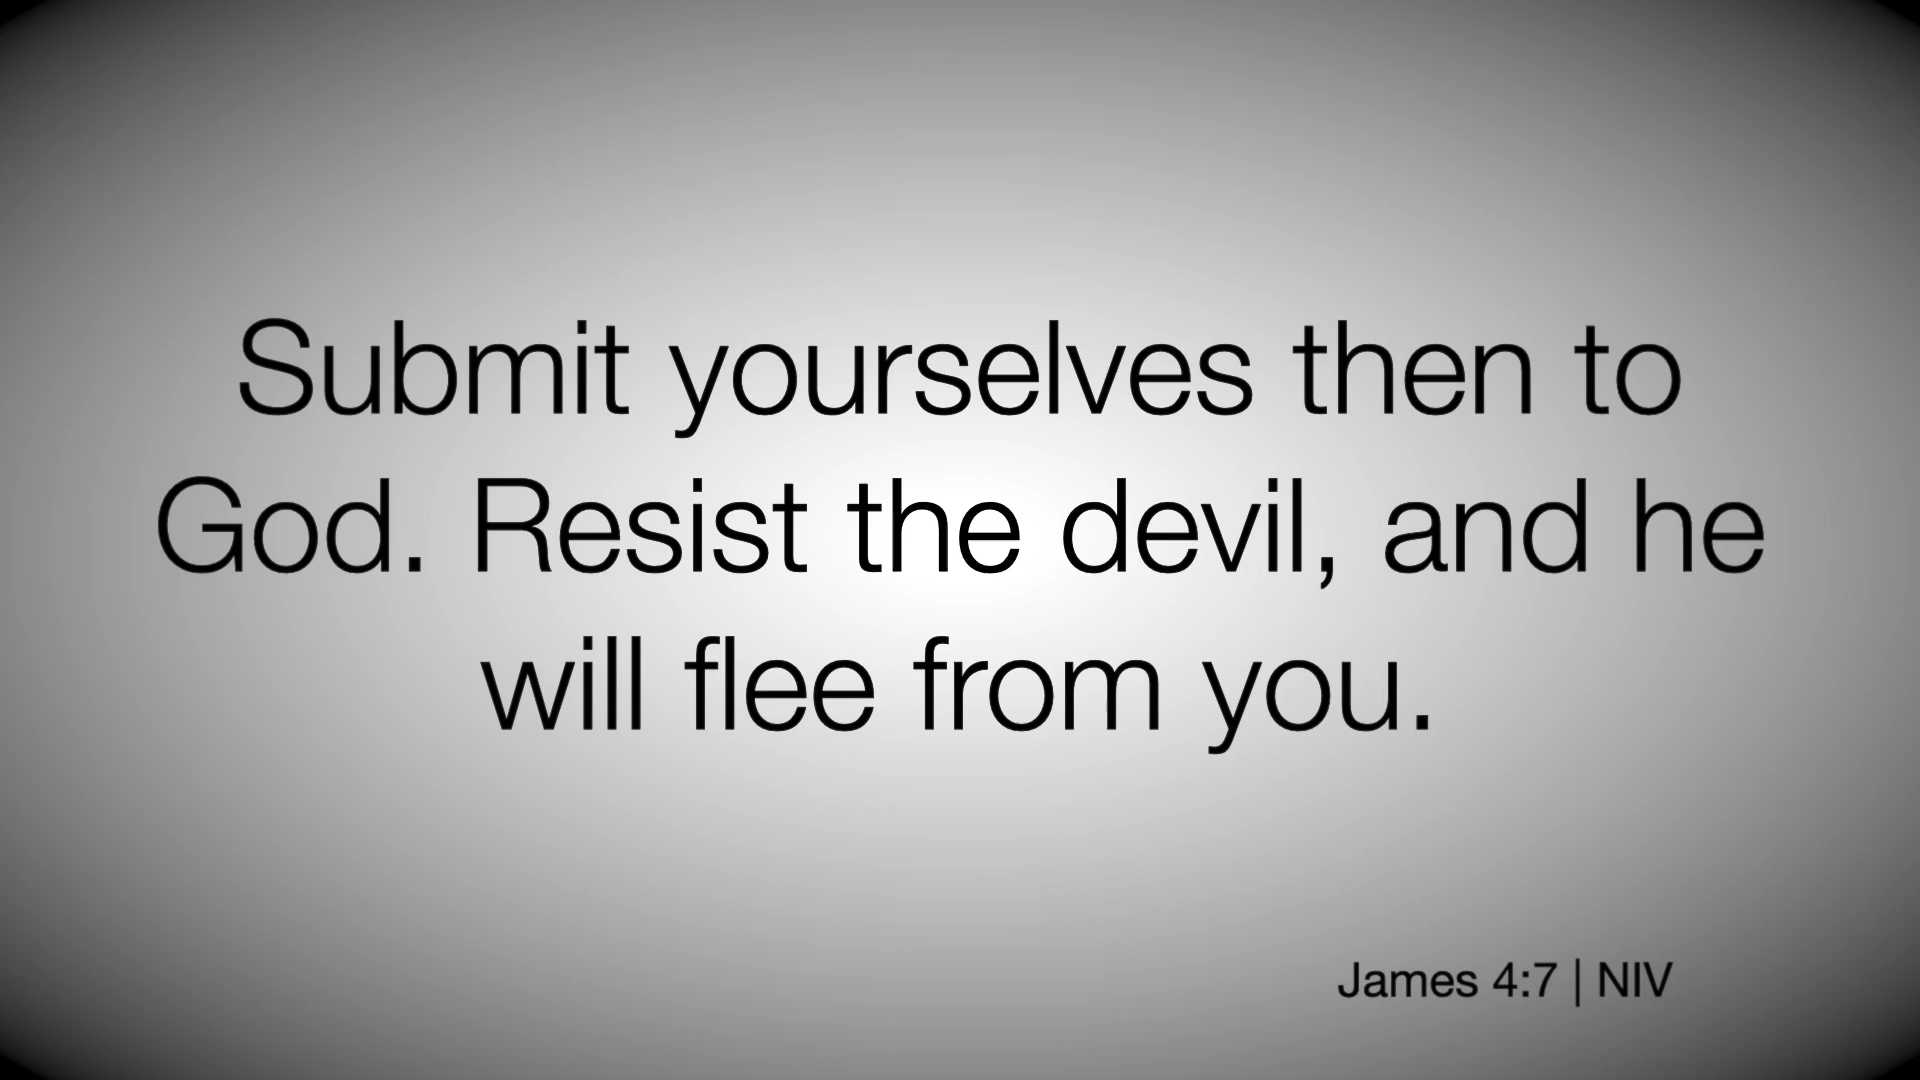 Submit yourselves then to
God. Resist the devil, and he
will flee from you.
James 4:7 | NIV